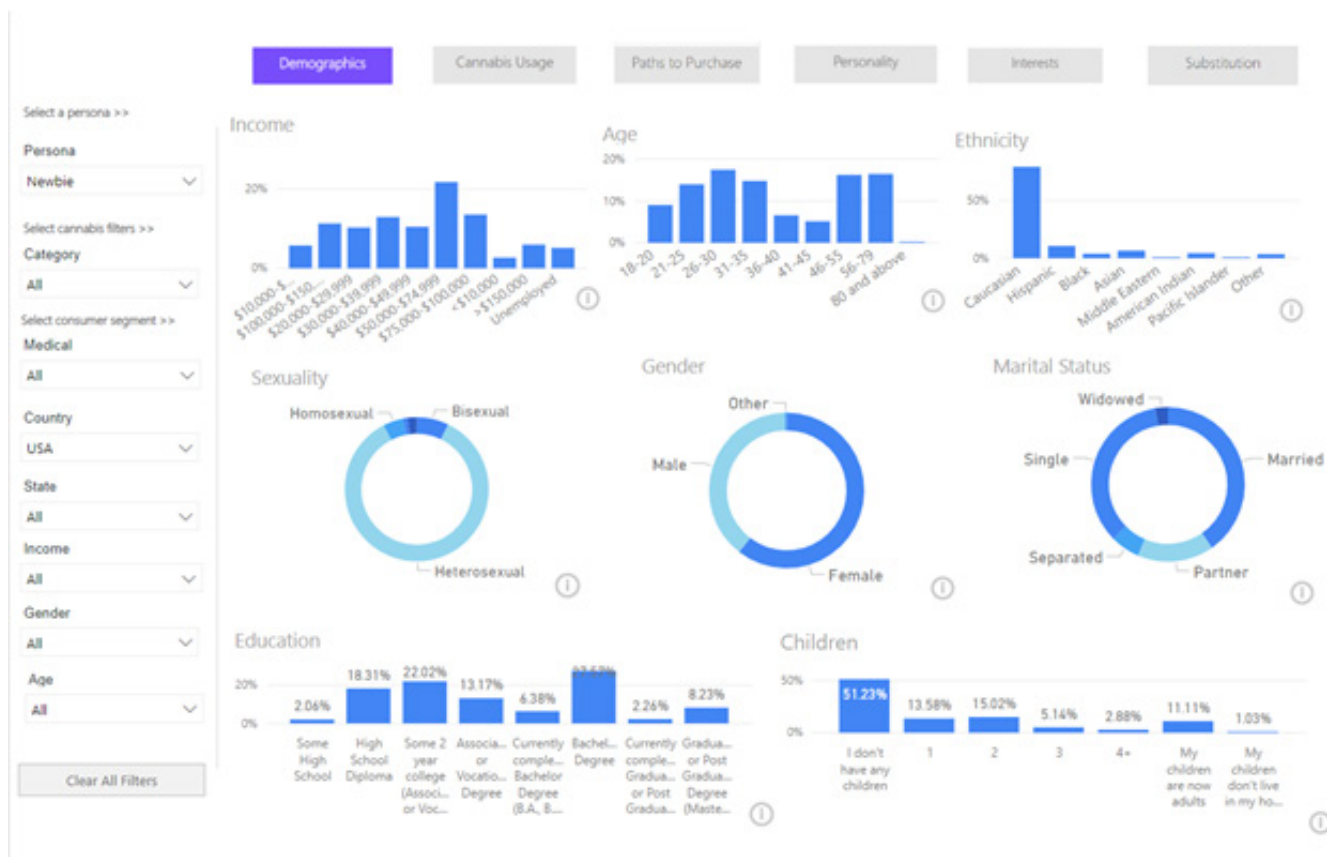 Demographics
Cannabis Usage
Paths to Purchase
Personality
Interests
Substitution
Select a persona >>
Persona
Newbie
Select cannabis filters >>
Category
All
Select consumer segment >>
Medical
All
Country
USA
State
All
Income
All
Gender
All
Age
All
Clear All Filters
Income
20%
0%
$10,000-$...
$100,000-$150,...
$20,000-$29,999
$30,000-$39,999
$40,000-$49,999
$50,000-$74,999
$75,000-$100,000
<$10,000
>$150,000
Unemployed
Age
20%
10%
0%
18-20
21-25
26-30
31-35
36-40
41-45
46-55
56-79
80 and above
Ethnicity
50%
0%
Caucasian
Hispanic
Black
Asian
Middle Eastern
American Indian
Pacific Islander
Other
Sexuality
Homosexual
Bisexual
Heterosexual
Gender
Other
Male
Female
Marital Status
Widowed
Single
Married
Separated
Partner
Education
20%
0%
2.06%
18.31%
22.02%
13.17%
6.38%
2.26%
8.23%
Some
High
School
High
School
Diploma
Some 2
year
college
(Associ...
or Voc...
Associa...
or
Vocatio...
Degree
Currently
comple...
Bachelor
Degree
(B.A., B....
Bachel...
Degree
Currently
comple...
Gradua...
or Post
Gradua...
Gradua...
or Post
Gradua...
Degree
(Maste...
Children
50%
0%
51.23%
13.58%
15.02%
5.14%
2.88%
11.11%
1.03%
I don't
have any
children
1
2
3
4+
My
children
are now
adults
My
children
don't live
in my ho...